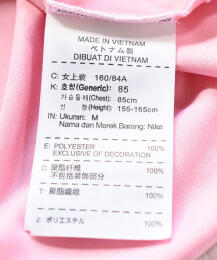 MADE IN VIETNAM
ベトナム製
DIBUAT DI VIETNAM
C: 女上装 160/84A
K: 호칭(Generic): 85
가슴둘레(Chest): 85cm
신 장(Height): 155-165cm
IN: Ukuran: M
Nama dan Merek Barang: Nike
E: POLYESTER 100%
EXCLUSIVE OF DECORATION
C: 聚酯纤维 100%
不包括装饰部分
T: 聚酯纖維 100%
J: ポリエステル 100%